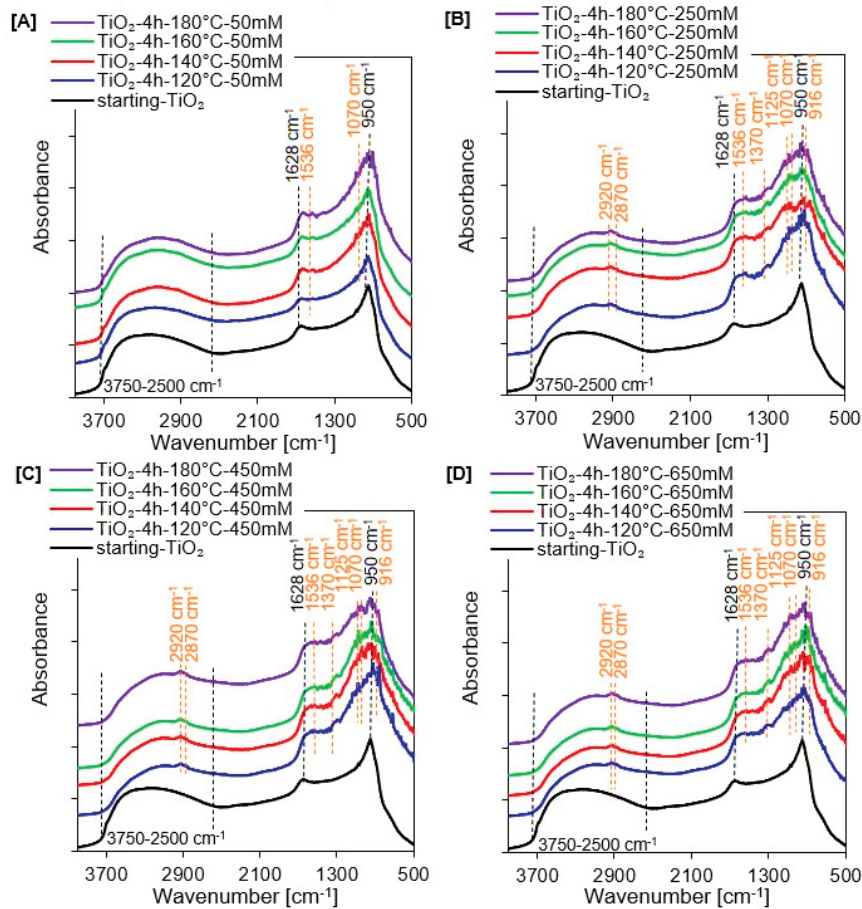 [A]
TiO₂-4h-180°C-50mM
TiO₂-4h-160°C-50mM
TiO₂-4h-140°C-50mM
TiO₂-4h-120°C-50mM
starting-TiO₂
1628 cm⁻¹
1536 cm⁻¹
1070 cm⁻¹
950 cm⁻¹
Absorbance
3750-2500 cm⁻¹
3700 2900 2100 1300 500
Wavenumber [cm⁻¹]
[B]
TiO₂-4h-180°C-250mM
TiO₂-4h-160°C-250mM
TiO₂-4h-140°C-250mM
TiO₂-4h-120°C-250mM
starting-TiO₂
2920 cm⁻¹
2870 cm⁻¹
1628 cm⁻¹
1536 cm⁻¹
1370 cm⁻¹
1125 cm⁻¹
1070 cm⁻¹
950 cm⁻¹
916 cm⁻¹
Absorbance
3750-2500 cm⁻¹
3700 2900 2100 1300 500
Wavenumber [cm⁻¹]
[C]
TiO₂-4h-180°C-450mM
TiO₂-4h-160°C-450mM
TiO₂-4h-140°C-450mM
TiO₂-4h-120°C-450mM
starting-TiO₂
2920 cm⁻¹
2870 cm⁻¹
1628 cm⁻¹
1536 cm⁻¹
1370 cm⁻¹
1125 cm⁻¹
1070 cm⁻¹
950 cm⁻¹
916 cm⁻¹
Absorbance
3750-2500 cm⁻¹
3700 2900 2100 1300 500
Wavenumber [cm⁻¹]
[D]
TiO₂-4h-180°C-650mM
TiO₂-4h-160°C-650mM
TiO₂-4h-140°C-650mM
TiO₂-4h-120°C-650mM
starting-TiO₂
2920 cm⁻¹
2870 cm⁻¹
1628 cm⁻¹
1536 cm⁻¹
1370 cm⁻¹
1125 cm⁻¹
1070 cm⁻¹
950 cm⁻¹
916 cm⁻¹
Absorbance
3750-2500 cm⁻¹
3700 2900 2100 1300 500
Wavenumber [cm⁻¹]